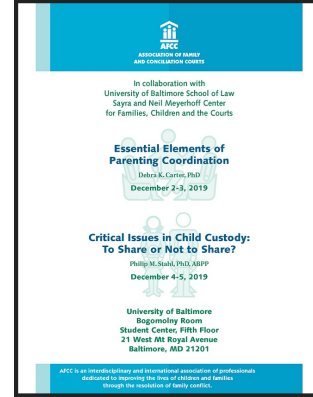 AFCC
ASSOCIATION OF FAMILY
AND CONCILIATION COURTS
In collaboration with
University of Baltimore School of Law
Sayra and Neil Meyerhoff Center
for Families, Children and the Courts
Essential Elements of
Parenting Coordination
Debra K. Carter, PhD
December 2-3, 2019
Critical Issues in Child Custody:
To Share or Not to Share?
Philip M. Stahl, PhD, ABPP
December 4-5, 2019
University of Baltimore
Bogomolny Room
Student Center, Fifth Floor
21 West Mt Royal Avenue
Baltimore, MD 21201
AFCC is an interdisciplinary and international association of professionals
dedicated to improving the lives of children and families
through the resolution of family conflict.